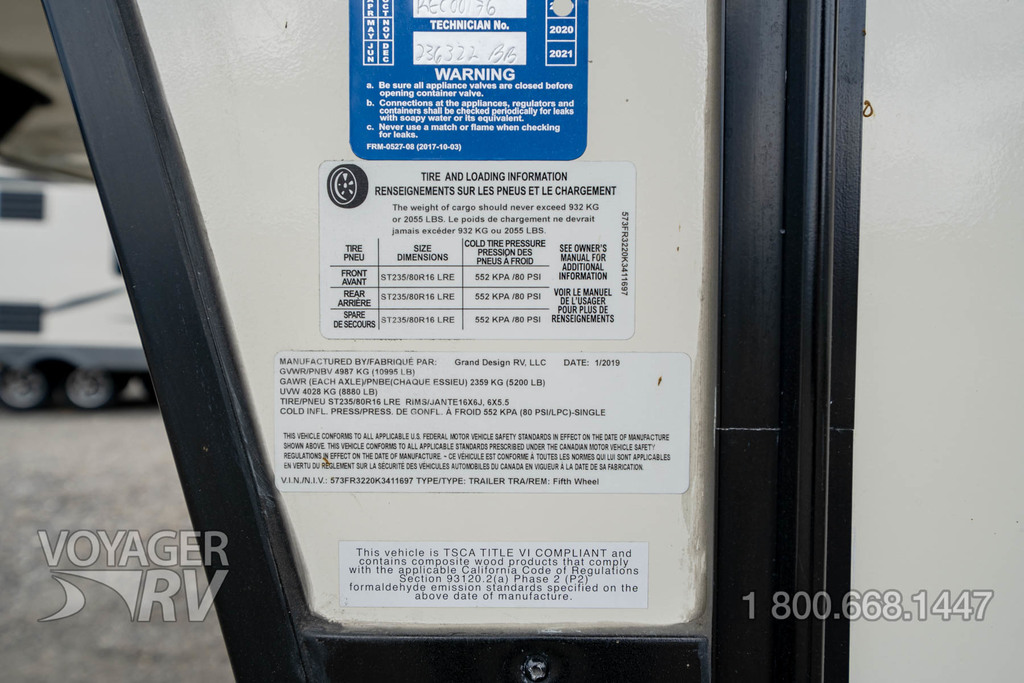 APR MAY JUN
OCT NOV DEC
TECHNICIAN No.
236322 BB
2020
2021
WARNING
a. Be sure all appliance valves are closed before
opening container valve.
b. Connections at the appliances, regulators and
containers shall be checked periodically for leaks
with soapy water or its equivalent.
c. Never use a match or flame when checking
for leaks.
FRM-0527-08 (2017-10-03)
TIRE AND LOADING INFORMATION
RENSEIGNEMENTS SUR LES PNEUS ET LE CHARGEMENT
The weight of cargo should never exceed 932 KG
or 2055 LBS. Le poids de chargement ne devrait
jamais excéder 932 KG ou 2055 LBS.
TIRE
PNEU
SIZE
DIMENSIONS
COLD TIRE PRESSURE
PRESSION DES
PNEUS À FROID
SEE OWNER'S
MANUAL FOR
ADDITIONAL
INFORMATION
FRONT
AVANT
ST235/80R16 LRE
552 KPA /80 PSI
REAR
ARRIÈRE
ST235/80R16 LRE
552 KPA /80 PSI
VOIR LE MANUEL
DE L'USAGER
POUR PLUS DE
RENSEIGNEMENTS
SPARE
DE SECOURS
ST235/80R16 LRE
552 KPA /80 PSI
573FR3220K3411697
MANUFACTURED BY/FABRIQUÉ PAR: Grand Design RV, LLC DATE: 1/2019
GVWR/PNBV 4987 KG (10995 LB)
GAWR (EACH AXLE)/PNBE(CHAQUE ESSIEU) 2359 KG (5200 LB)
UVW 4028 KG (8880 LB)
TIRE/PNEU ST235/80R16 LRE RIMS/JANTE16X6J, 6X5.5
COLD INFL. PRESS/PRESS. DE GONFL. À FROID 552 KPA (80 PSI/LPC)-SINGLE
THIS VEHICLE CONFORMS TO ALL APPLICABLE U.S. FEDERAL MOTOR VEHICLE SAFETY STANDARDS IN EFFECT ON THE DATE OF MANUFACTURE
SHOWN ABOVE. THIS VEHICLE CONFORMS TO ALL APPLICABLE STANDARDS PRESCRIBED UNDER THE CANADIAN MOTOR VEHICLE SAFETY
REGULATIONS IN EFFECT ON THE DATE OF MANUFACTURE. ~ CE VEHICULE EST CONFORME À TOUTES LES NORMES QUI LUI SONT APPLICABLES
EN VERTU DU RÈGLEMENT SUR LA SÉCURITÉ DES VÉHICULES AUTOMOBILES DU CANADA EN VIGUEUR À LA DATE DE SA FABRICATION.
V.I.N./N.I.V.: 573FR3220K3411697 TYPE/TYPE: TRAILER TRA/REM: Fifth Wheel
This vehicle is TSCA TITLE VI COMPLIANT and
contains composite wood products that comply
with the applicable California Code of Regulations
Section 93120.2(a) Phase 2 (P2)
formaldehyde emission standards specified on the
above date of manufacture.
VOYAGER
RV
1 800.668.1447